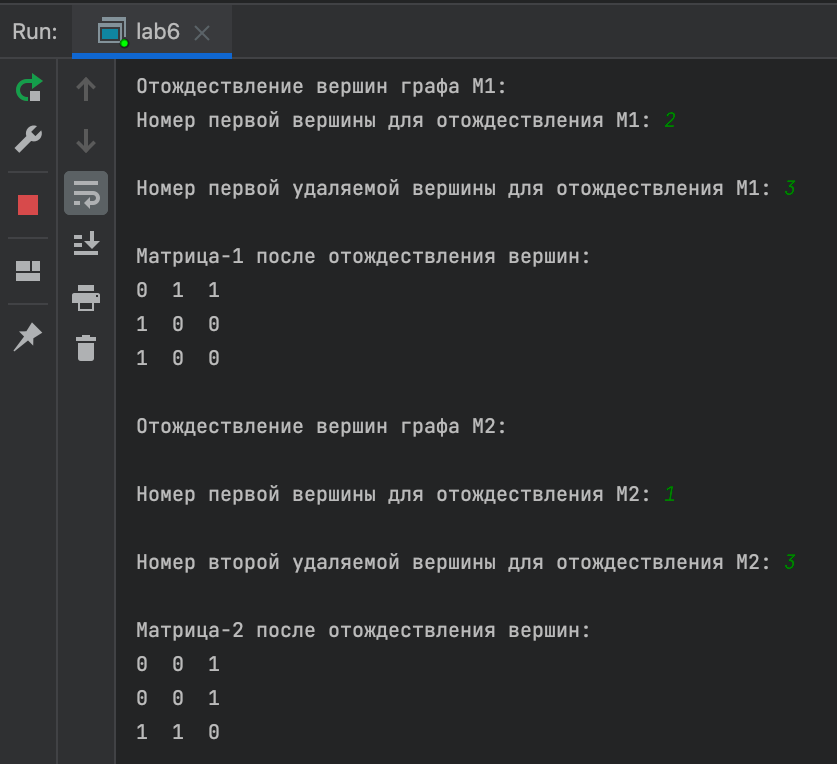 Run: lab6
Отождествление вершин графа М1:
Номер первой вершины для отождествления М1: 2
Номер первой удаляемой вершины для отождествления М1: 3
Матрица-1 после отождествления вершин:
0 1 1
1 0 0
1 0 0
Отождествление вершин графа М2:
Номер первой вершины для отождествления М2: 1
Номер второй удаляемой вершины для отождествления М2: 3
Матрица-2 после отождествления вершин:
0 0 1
0 0 1
1 1 0